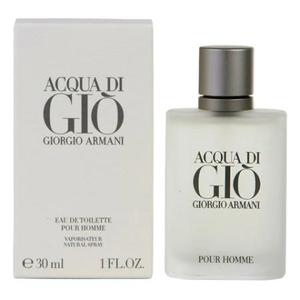 ACQUA DI
GIÒ
GIORGIO ARMANI
EAU DE TOILETTE
POUR HOMME
VAPORISATEUR
NATURAL SPRAY
℮ 30 ml 1 FL.OZ.
ACQUA DI
GIÒ
GIORGIO ARMANI
POUR HOMME